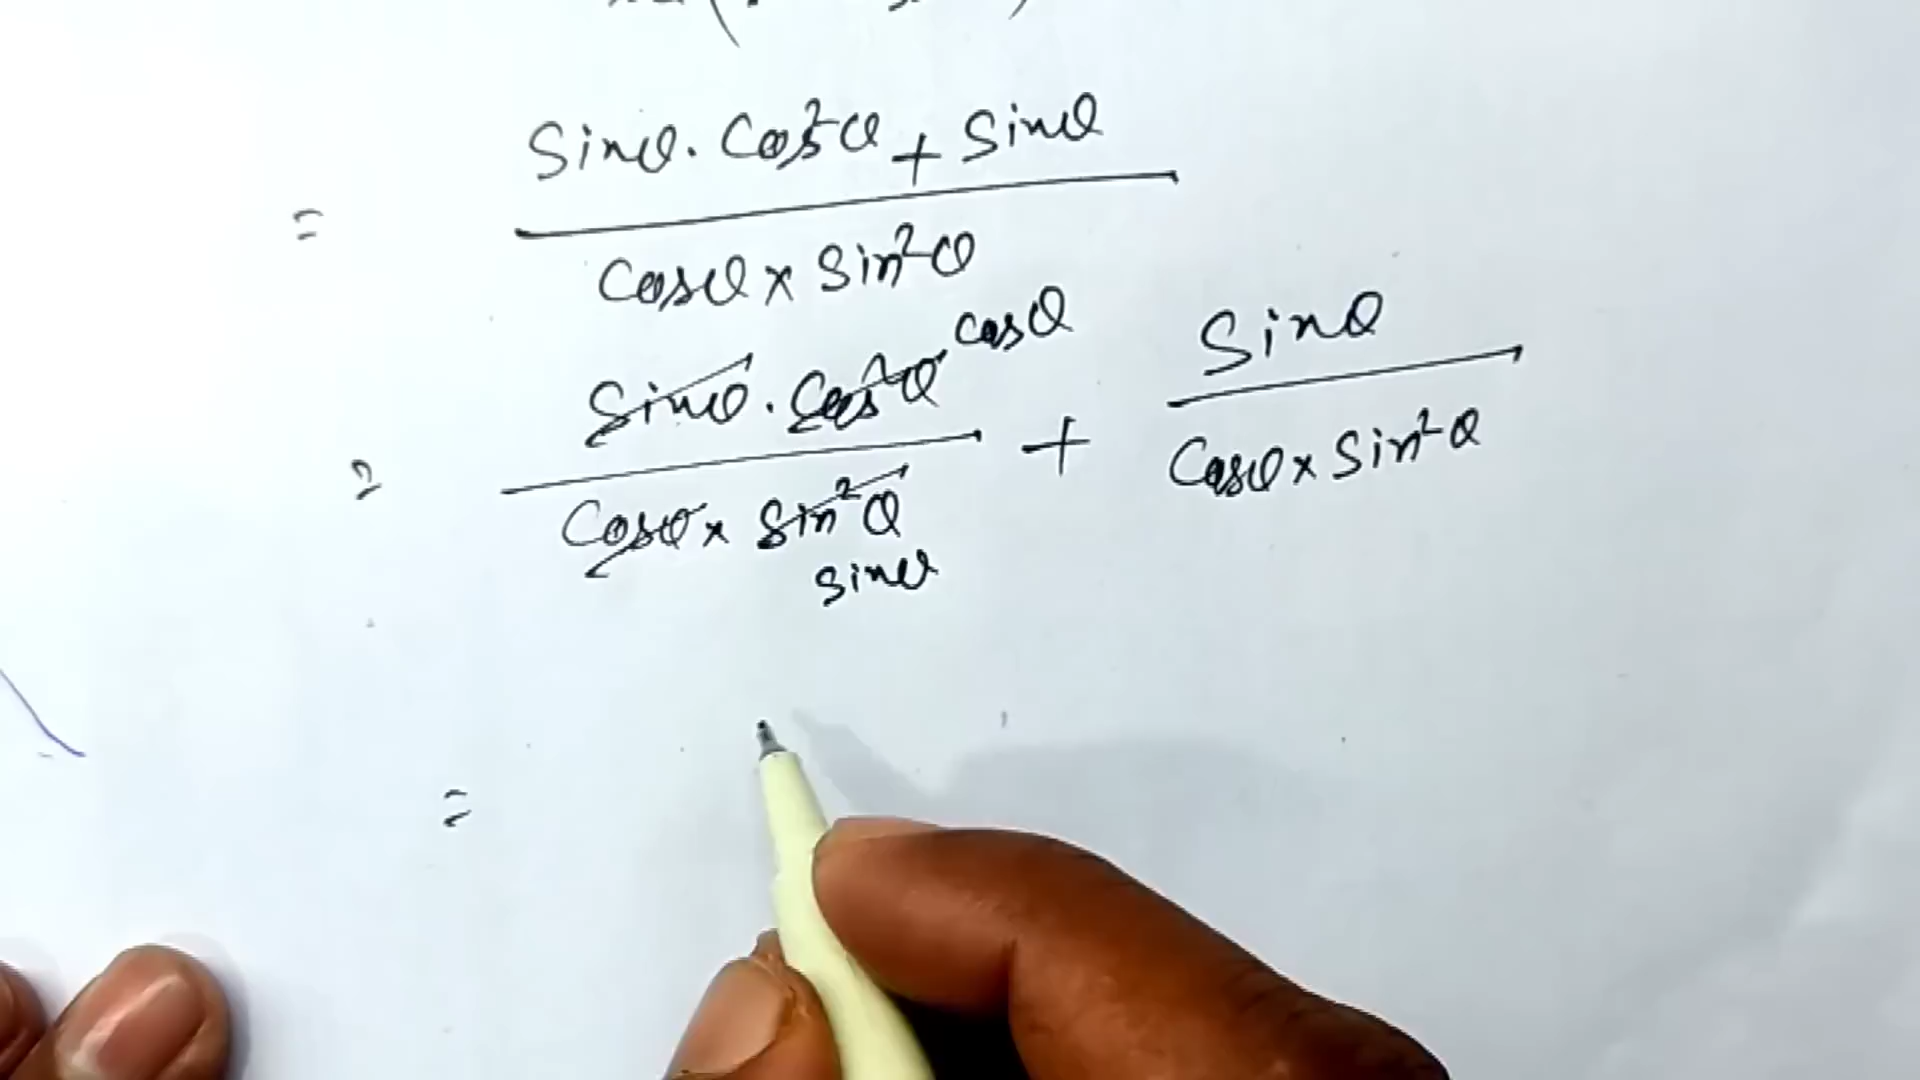 Sinθ. Cos²θ + Sinθ
=
Cosθ × Sin²θ
Sinθ . Cos²θ cosθ + Sinθ
=
Cosθ × Sin²θ Cosθ × Sin²θ
sinθ
=